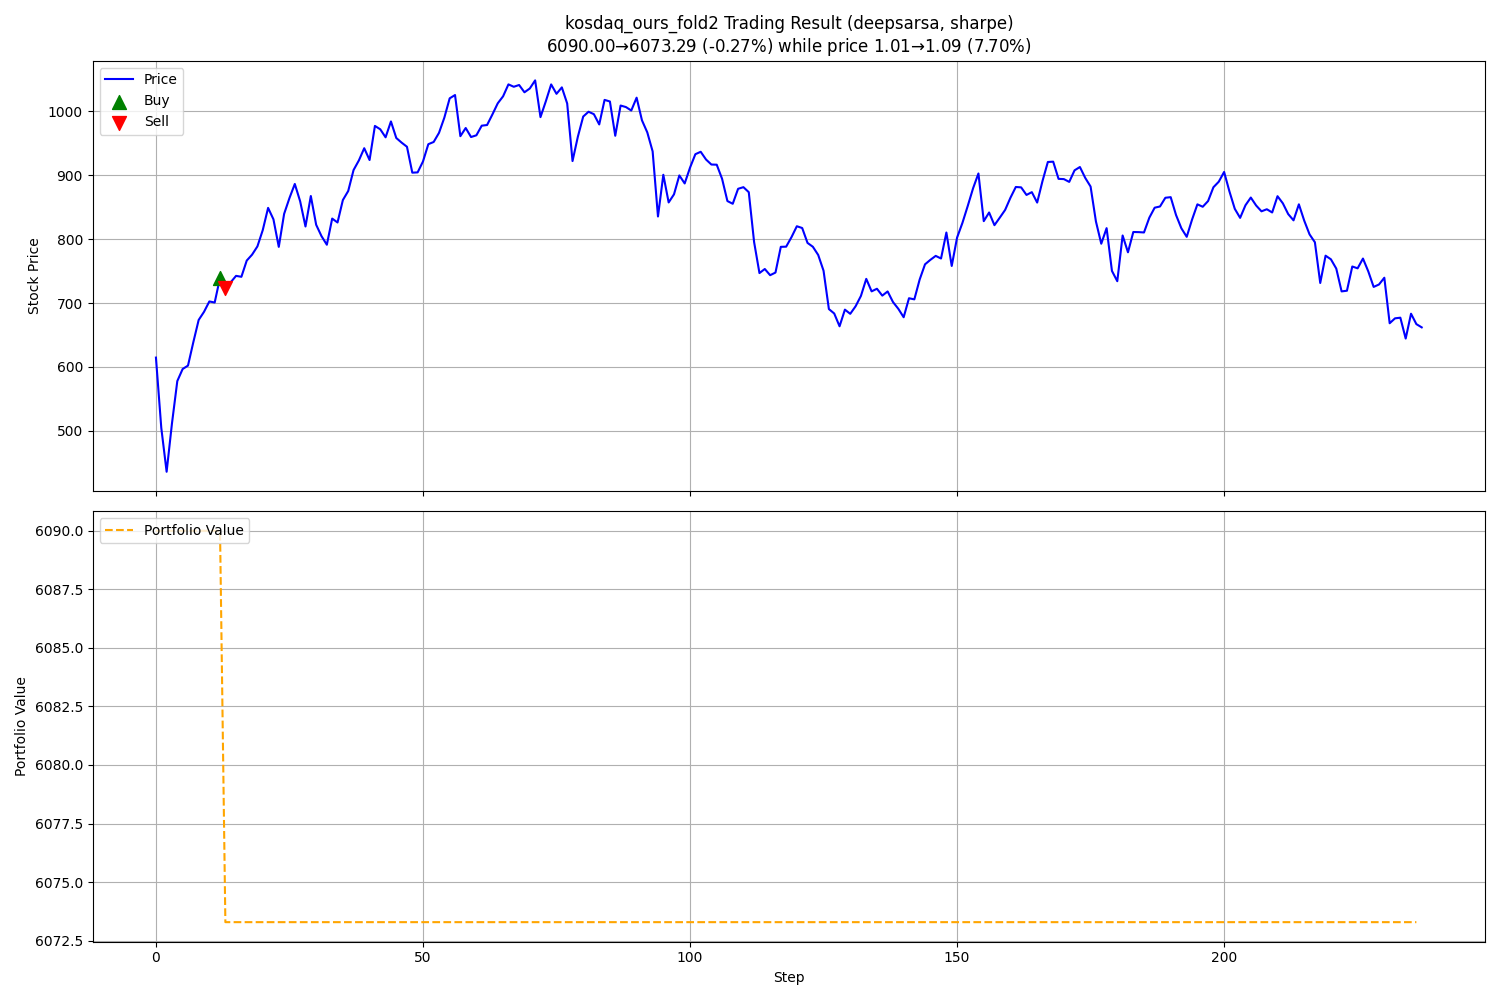 kosdaq_ours_fold2 Trading Result (deepsarsa, sharpe)
6090.00→6073.29 (-0.27%) while price 1.01→1.09 (7.70%)
Price
Buy
Sell
1000
900
800
700
600
500
Stock Price
Portfolio Value
6090.0
6087.5
6085.0
6082.5
6080.0
6077.5
6075.0
6072.5
Portfolio Value
0
50
100
150
200
Step